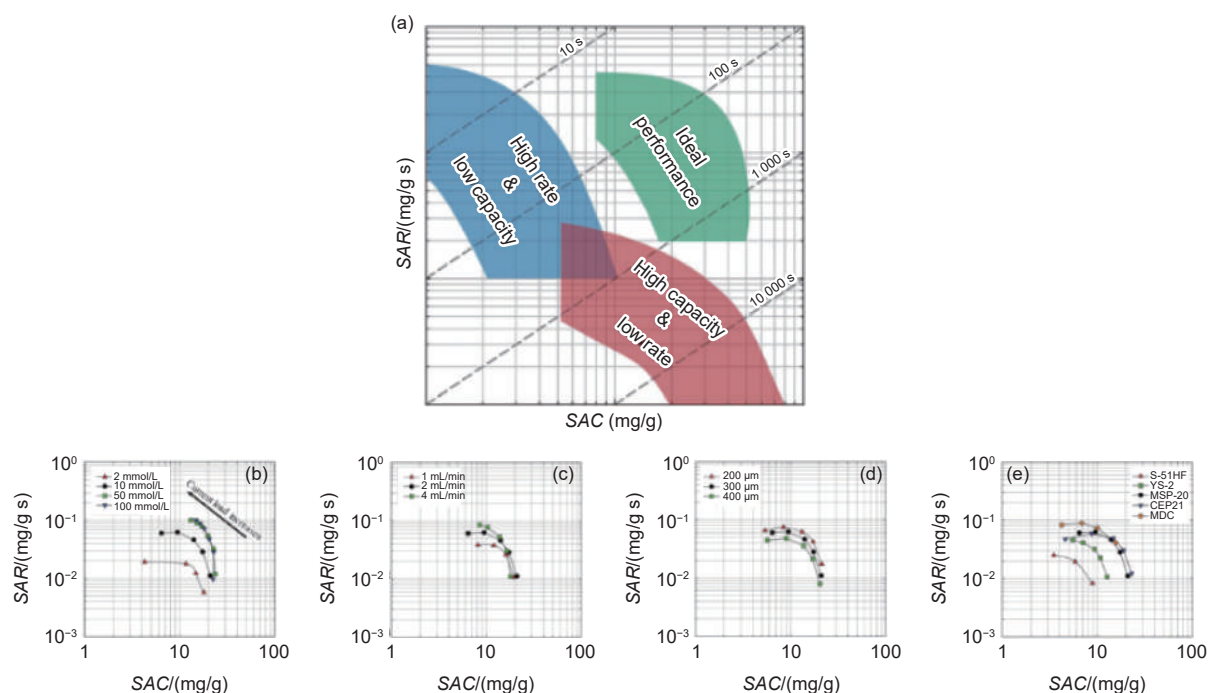 (a)
10 s
100 s
1 000 s
10 000 s
High rate
&
low capacity
Ideal
performance
High capacity
&
low rate
SAR/(mg/g s)
SAC (mg/g)
(b)
2 mmol/L
10 mmol/L
50 mmol/L
100 mmol/L
Current load increase
10⁰
10⁻¹
10⁻²
10⁻³
1
10
100
SAR/(mg/g s)
SAC/(mg/g)
(c)
1 mL/min
2 mL/min
4 mL/min
10⁰
10⁻¹
10⁻²
10⁻³
1
10
100
SAR/(mg/g s)
SAC/(mg/g)
(d)
200 μm
300 μm
400 μm
10⁰
10⁻¹
10⁻²
10⁻³
1
10
100
SAR/(mg/g s)
SAC/(mg/g)
(e)
S-51HF
YS-2
MSP-20
CEP21
MDC
10⁰
10⁻¹
10⁻²
10⁻³
1
10
100
SAR/(mg/g s)
SAC/(mg/g)